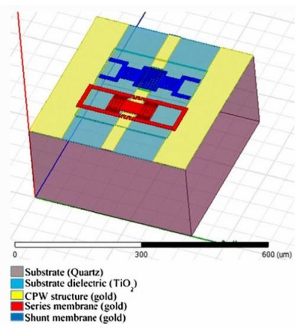 0
300
600 (um)
Substrate (Quartz)
Substrate dielectric (TiO₂)
CPW structure (gold)
Series membrane (gold)
Shunt membrane (gold)